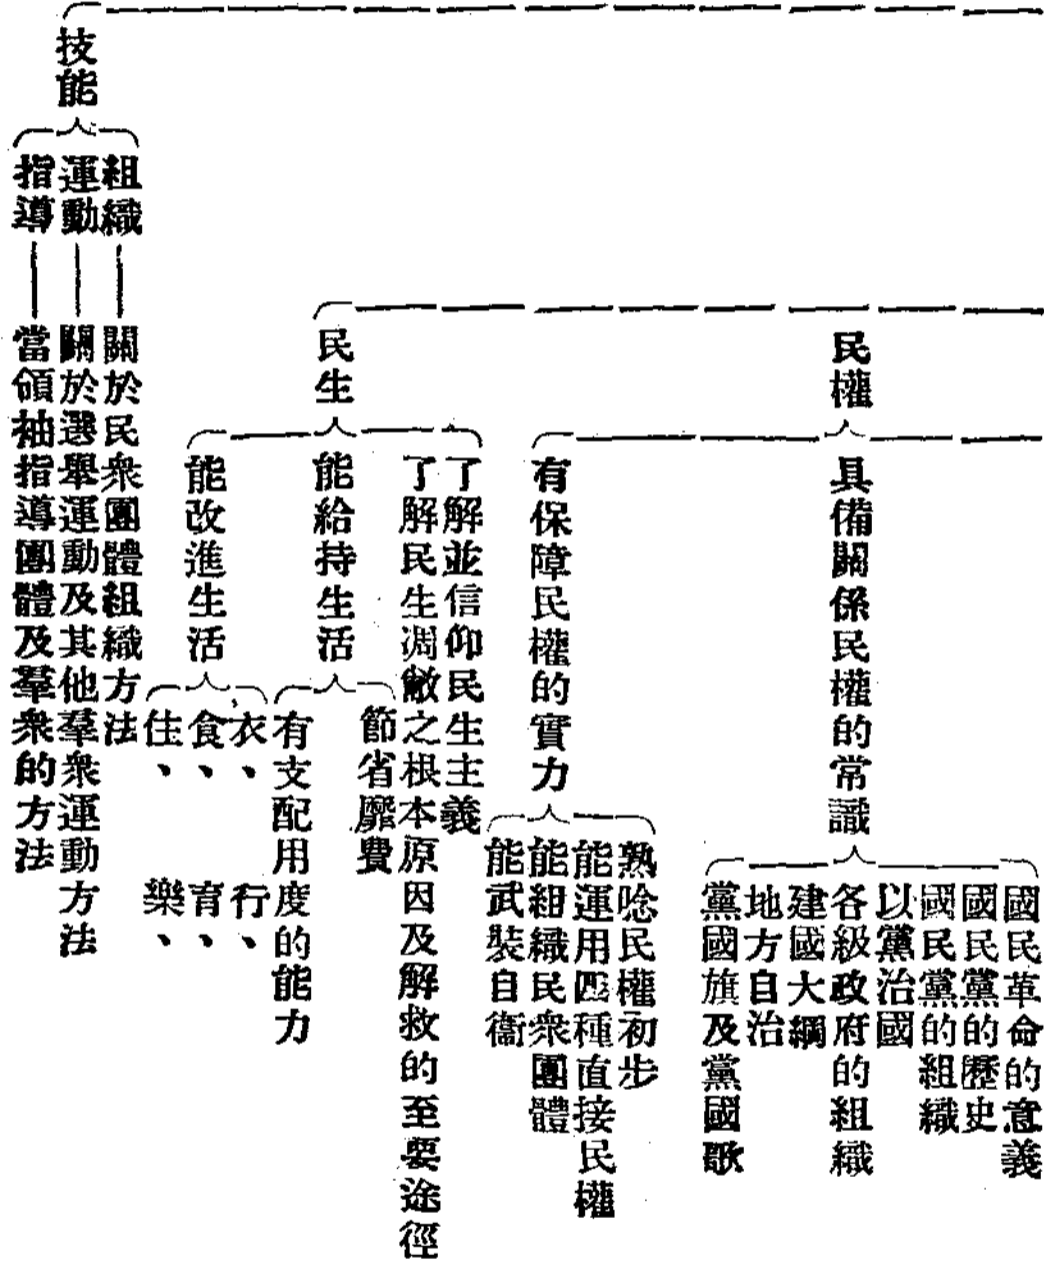 民權
具備關係民權的常識
國民革命的意義
國民黨的歷史
國民黨的組織
以黨治國
各級政府的組織
建國大綱
地方自治
黨國旗及黨國歌
有保障民權的實力
熟唸民權初步
能運用四種直接民權
能組織民衆團體
能武裝自衞
民生
了解並信仰民生主義
了解民生凋敝之根本原因及解救的至要途徑
能給持生活
節省靡費
有支配用度的能力
能改進生活
衣、行、
食、育、
住、樂、
技能
組織——關於民衆團體組織方法
運動——關於選舉運動及其他羣衆運動方法
指導——當領袖指導團體及羣衆的方法